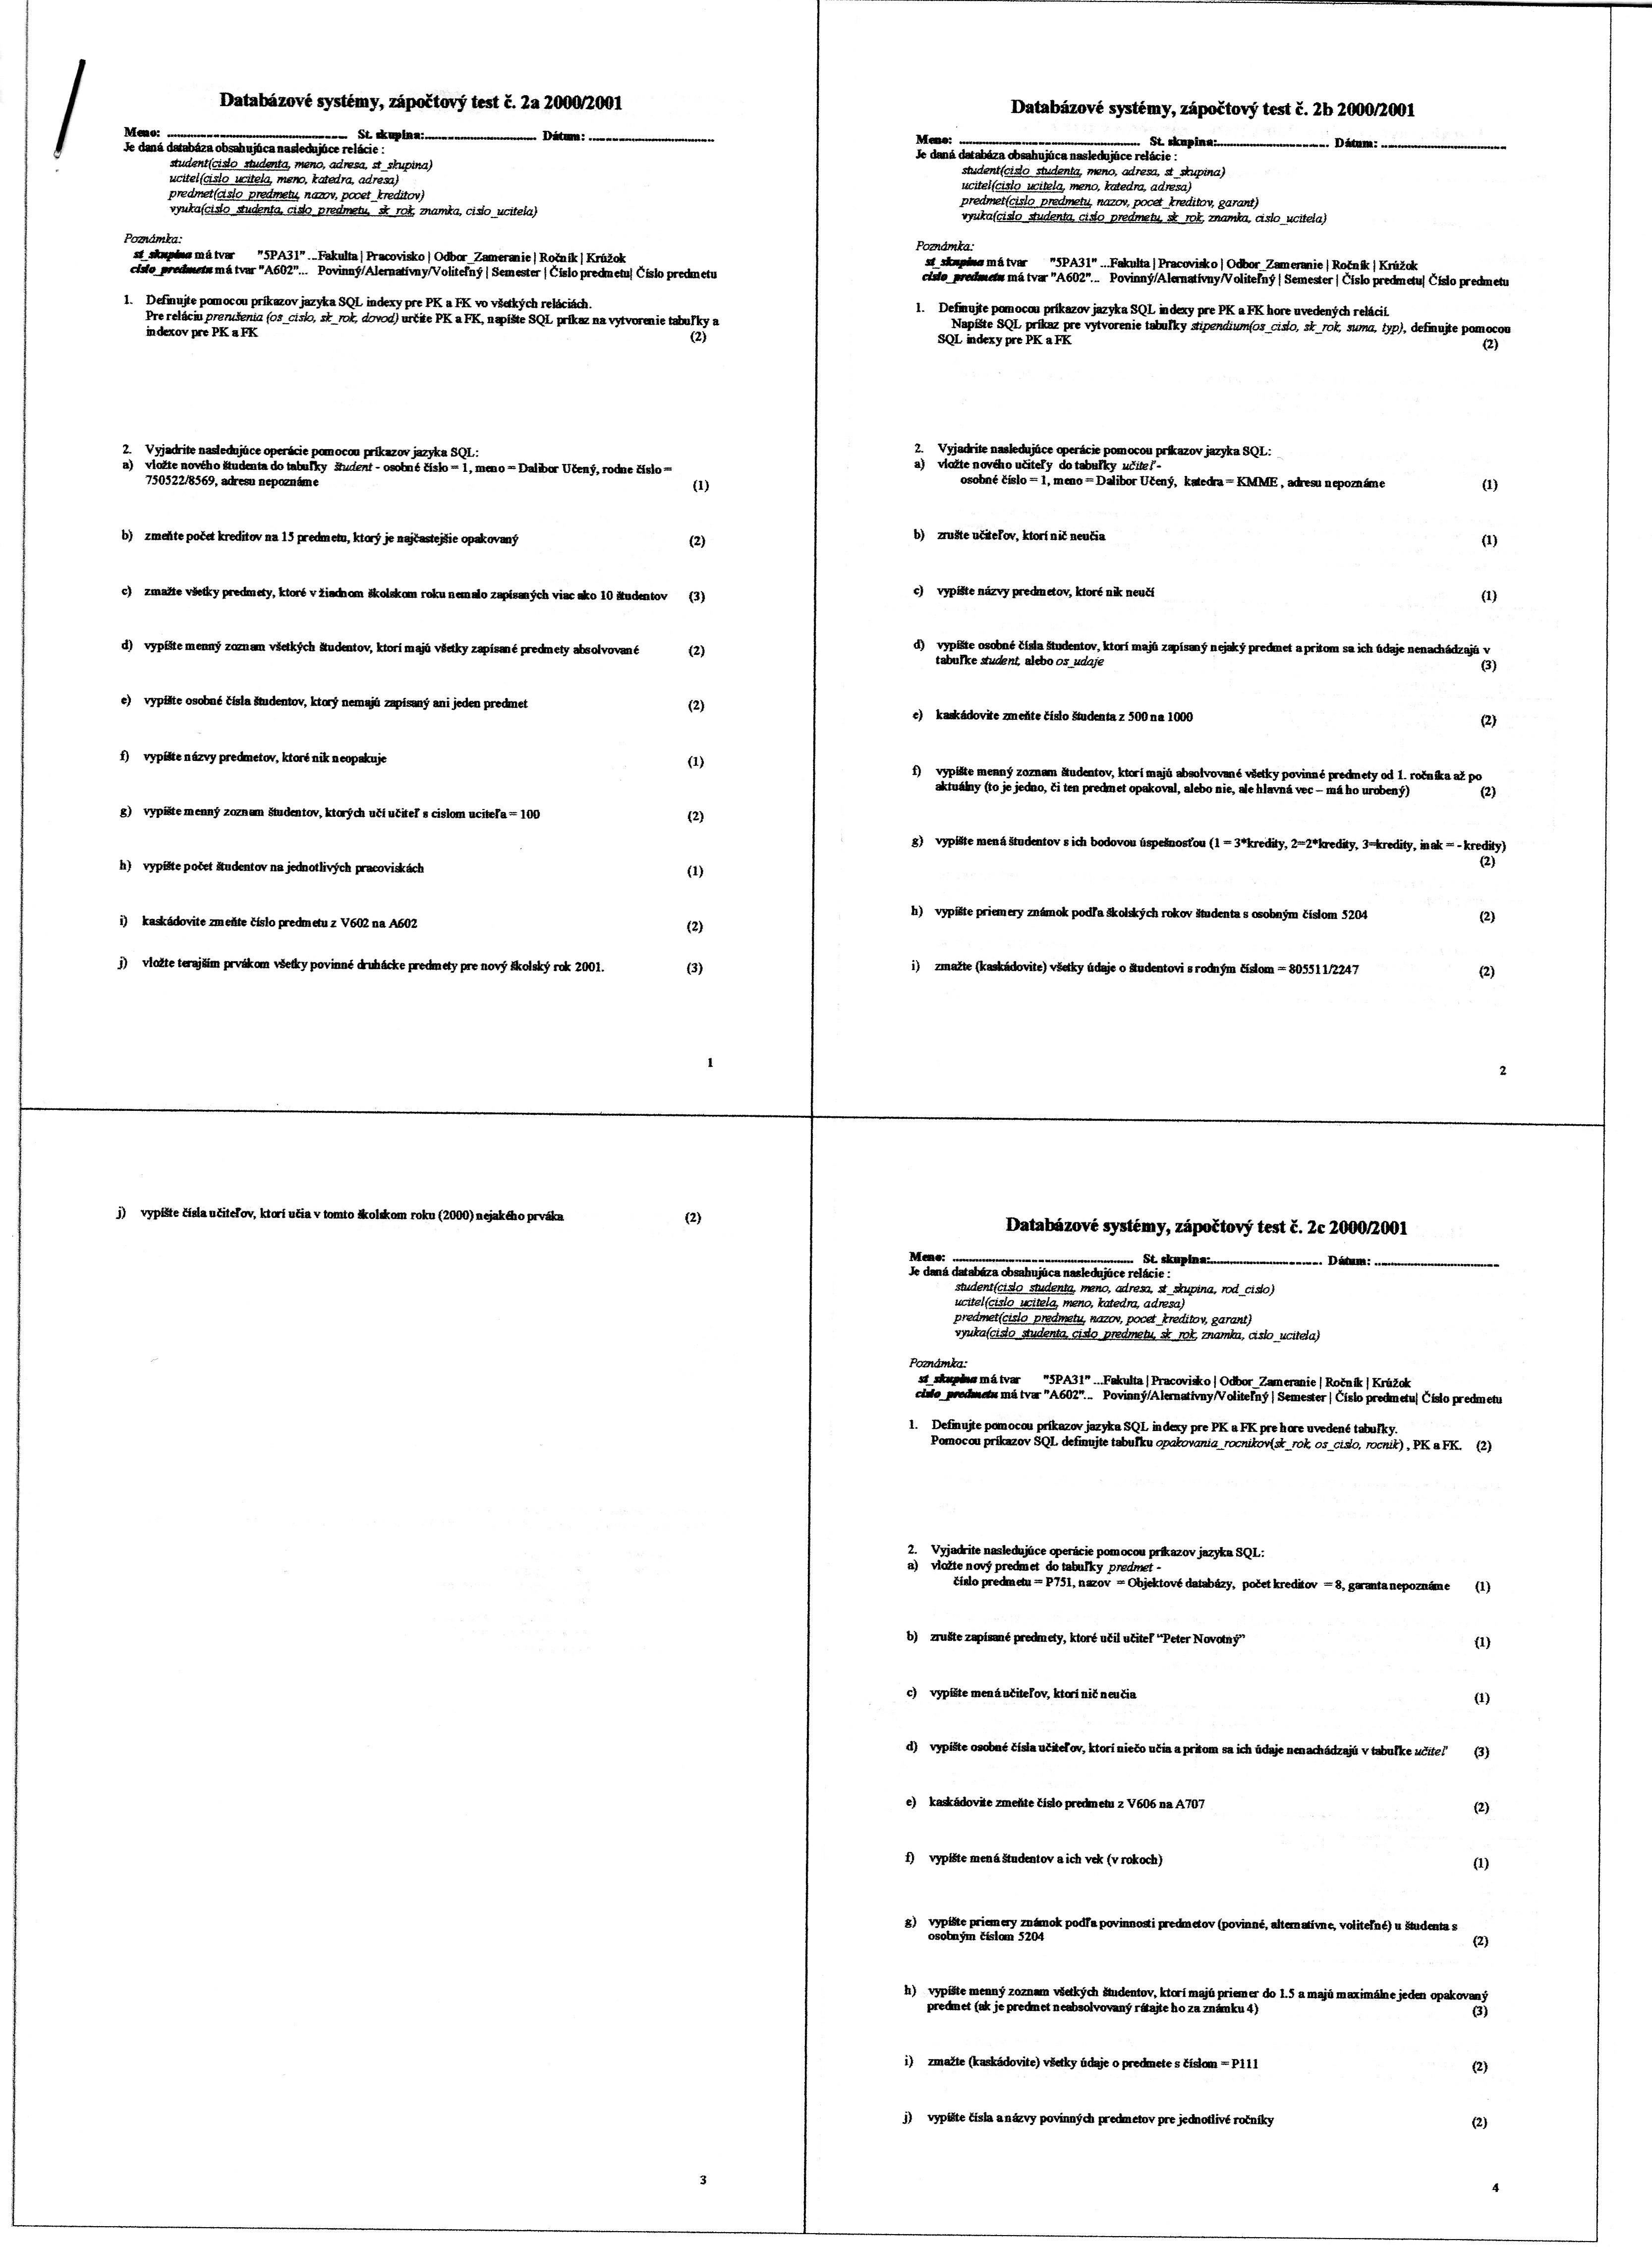 Databázové systémy, zápočtový test č. 2a 2000/2001
Meno: ........................ St. skupina:........................ Dátum: ........................
Je daná databáza obsahujúca nasledujúce relácie :
student(cislo_studenta, meno, adresa, st_skupina)
ucitel(cislo_ucitela, meno, katedra, adresa)
predmet(cislo_predmetu, nazov, pocet_kreditov)
vyuka(cislo_studenta, cislo_predmetu, sk_rok, znamka, cislo_ucitela)
Poznámka:
st_skupina má tvar "5PA31" ...Fakulta | Pracovisko | Odbor_Zameranie | Ročník | Krúžok
cislo_predmetu má tvar "A602"... Povinný/Alernatívny/Voliteľný | Semester | Číslo predmetu| Číslo predmetu
1. Definujte pomocou príkazov jazyka SQL indexy pre PK a FK vo všetkých reláciách.
Pre reláciu prerušenia (os_cislo, sk_rok, dovod) určite PK a FK, napíšte SQL príkaz na vytvorenie tabuľky a
indexov pre PK a FK (2)
2. Vyjadrite nasledujúce operácie pomocou príkazov jazyka SQL:
a) vložte nového študenta do tabuľky študent - osobné číslo = 1, meno = Dalibor Učený, rodne číslo =
750522/8569, adresu nepoznáme (1)
b) zmeňte počet kreditov na 15 predmetu, ktorý je najčastejšie opakovaný (2)
c) zmažte všetky predmety, ktoré v žiadnom školskom roku nemalo zapísaných viac ako 10 študentov (3)
d) vypíšte menný zoznam všetkých študentov, ktorí majú všetky zapísané predmety absolvované (2)
e) vypíšte osobné čísla študentov, ktorý nemajú zapísaný ani jeden predmet (2)
f) vypíšte názvy predmetov, ktoré nik neopakuje (1)
g) vypíšte menný zoznam študentov, ktorých učí učiteľ s cislom uciteľa = 100 (2)
h) vypíšte počet študentov na jednotlivých pracoviskách (1)
i) kaskádovite zmeňte číslo predmetu z V602 na A602 (2)
j) vložte terajším prvákom všetky povinné druhácke predmety pre nový školský rok 2001. (3)
1
Databázové systémy, zápočtový test č. 2b 2000/2001
Meno: ........................ St. skupina:........................ Dátum: ........................
Je daná databáza obsahujúca nasledujúce relácie :
student(cislo_studenta, meno, adresa, st_skupina)
ucitel(cislo_ucitela, meno, katedra, adresa)
predmet(cislo_predmetu, nazov, pocet_kreditov, garant)
vyuka(cislo_studenta, cislo_predmetu, sk_rok, znamka, cislo_ucitela)
Poznámka:
st_skupina má tvar "5PA31" ...Fakulta | Pracovisko | Odbor_Zameranie | Ročník | Krúžok
cislo_predmetu má tvar "A602"... Povinný/Alernatívny/Voliteľný | Semester | Číslo predmetu| Číslo predmetu
1. Definujte pomocou príkazov jazyka SQL indexy pre PK a FK hore uvedených relácií.
Napíšte SQL príkaz pre vytvorenie tabuľky stipendium(os_cislo, sk_rok, suma, typ), definujte pomocou
SQL indexy pre PK a FK (2)
2. Vyjadrite nasledujúce operácie pomocou príkazov jazyka SQL:
a) vložte nového učiteľy do tabuľky učiteľ -
osobné číslo = 1, meno = Dalibor Učený, katedra = KMME , adresu nepoznáme (1)
b) zrušte učiteľov, ktorí nič neučia (1)
c) vypíšte názvy predmetov, ktoré nik neučí (1)
d) vypíšte osobné čísla študentov, ktorí majú zapísaný nejaký predmet a pritom sa ich údaje nenachádzajú v
tabuľke student, alebo os_udaje (3)
e) kaskádovite zmeňte číslo študenta z 500 na 1000 (2)
f) vypíšte menný zoznam študentov, ktorí majú absolvované všetky povinné predmety od 1. ročníka až po
aktuálny (to je jedno, či ten predmet opakoval, alebo nie, ale hlavná vec – má ho urobený) (2)
g) vypíšte mená študentov s ich bodovou úspešnosťou (1 = 3*kredity, 2=2*kredity, 3=kredity, inak = - kredity)
(2)
h) vypíšte priemery známok podľa školských rokov študenta s osobným číslom 5204 (2)
i) zmažte (kaskádovite) všetky údaje o študentovi s rodným číslom = 805511/2247 (2)
2
j) vypíšte čísla učiteľov, ktorí učia v tomto školskom roku (2000) nejakého prváka (2)
3
Databázové systémy, zápočtový test č. 2c 2000/2001
Meno: ........................ St. skupina:........................ Dátum: ........................
Je daná databáza obsahujúca nasledujúce relácie :
student(cislo_studenta, meno, adresa, st_skupina, rod_cislo)
ucitel(cislo_ucitela, meno, katedra, adresa)
predmet(cislo_predmetu, nazov, pocet_kreditov, garant)
vyuka(cislo_studenta, cislo_predmetu, sk_rok, znamka, cislo_ucitela)
Poznámka:
st_skupina má tvar "5PA31" ...Fakulta | Pracovisko | Odbor_Zameranie | Ročník | Krúžok
cislo_predmetu má tvar "A602"... Povinný/Alernatívny/Voliteľný | Semester | Číslo predmetu| Číslo predmetu
1. Definujte pomocou príkazov jazyka SQL indexy pre PK a FK pre hore uvedené tabuľky.
Pomocou príkazov SQL definujte tabuľku opakovania_rocnikov(sk_rok, os_cislo, rocnik) , PK a FK. (2)
2. Vyjadrite nasledujúce operácie pomocou príkazov jazyka SQL:
a) vložte nový predmet do tabuľky predmet -
číslo predmetu = P751, nazov = Objektové databázy, počet kreditov = 8, garanta nepoznáme (1)
b) zrušte zapísané predmety, ktoré učil učiteľ “Peter Novotný” (1)
c) vypíšte mená učiteľov, ktorí nič neučia (1)
d) vypíšte osobné čísla učiteľov, ktorí niečo učia a pritom sa ich údaje nenachádzajú v tabuľke učiteľ (3)
e) kaskádovite zmeňte číslo predmetu z V606 na A707 (2)
f) vypíšte mená študentov a ich vek (v rokoch) (1)
g) vypíšte priemery známok podľa povinnosti predmetov (povinné, alternatívne, voliteľné) u študenta s
osobným číslom 5204 (2)
h) vypíšte menný zoznam všetkých študentov, ktorí majú priemer do 1.5 a majú maximálne jeden opakovaný
predmet (ak je predmet neabsolvovaný rátajte ho za známku 4) (3)
i) zmažte (kaskádovite) všetky údaje o predmete s číslom = P111 (2)
j) vypíšte čísla a názvy povinných predmetov pre jednotlivé ročníky (2)
4